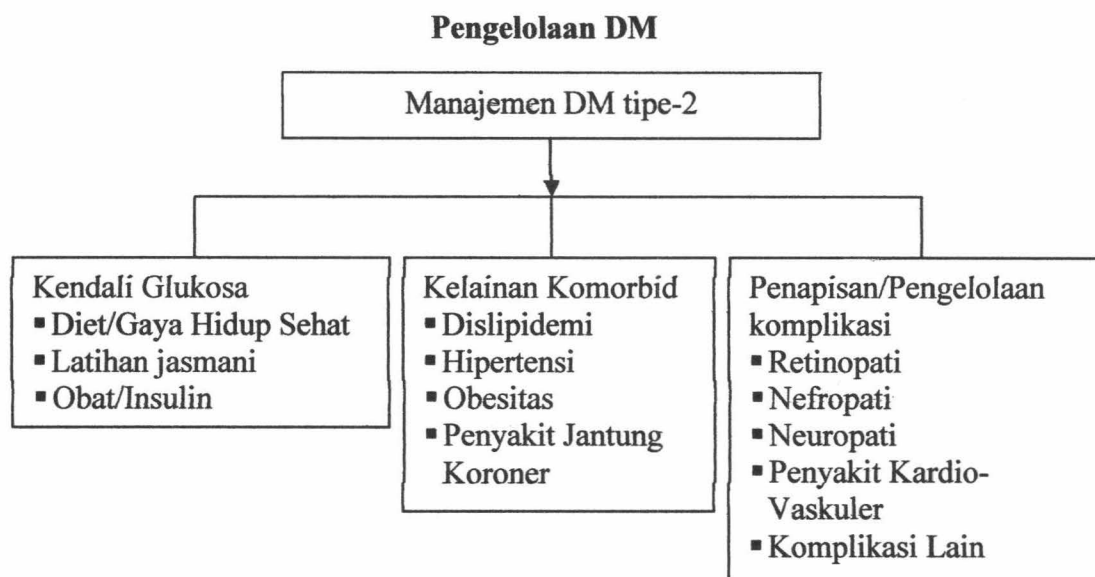 Pengelolaan DM
Manajemen DM tipe-2
Kendali Glukosa
▪ Diet/Gaya Hidup Sehat
▪ Latihan jasmani
▪ Obat/Insulin
Kelainan Komorbid
▪ Dislipidemi
▪ Hipertensi
▪ Obesitas
▪ Penyakit Jantung
Koroner
Penapisan/Pengelolaan
komplikasi
▪ Retinopati
▪ Nefropati
▪ Neuropati
▪ Penyakit Kardio-
Vaskuler
▪ Komplikasi Lain